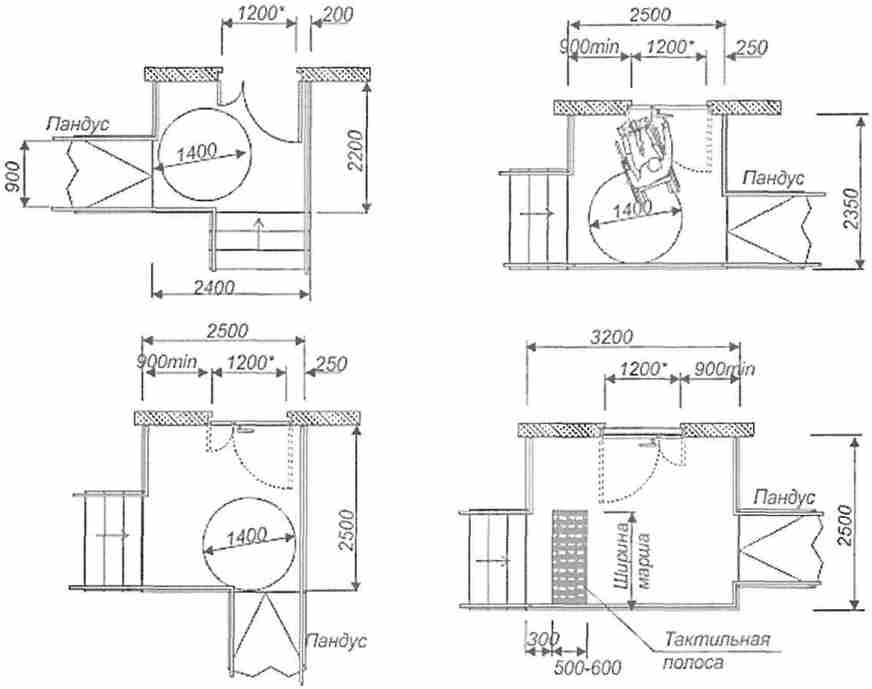 1200*
200
Пандус
1400
900
2200
2400
2500
900min
1200*
250
Пандус
1400
2350
2500
900min
1200*
250
1400
2500
Пандус
3200
1200*
900min
Пандус
Ширина
марша
2500
300
500-600
Тактильная
полоса